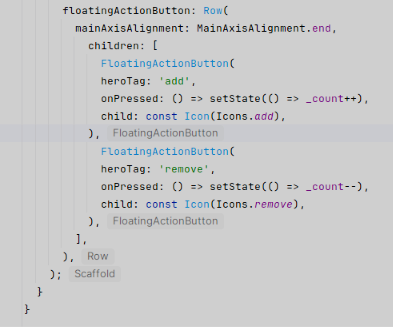 floatingActionButton: Row(
mainAxisAlignment: MainAxisAlignment.end,
children: [
FloatingActionButton(
heroTag: 'add',
onPressed: () => setState(() => _count++),
child: const Icon(Icons.add),
), FloatingActionButton
FloatingActionButton(
heroTag: 'remove',
onPressed: () => setState(() => _count--),
child: const Icon(Icons.remove),
), FloatingActionButton
],
), Row
); Scaffold
}
}